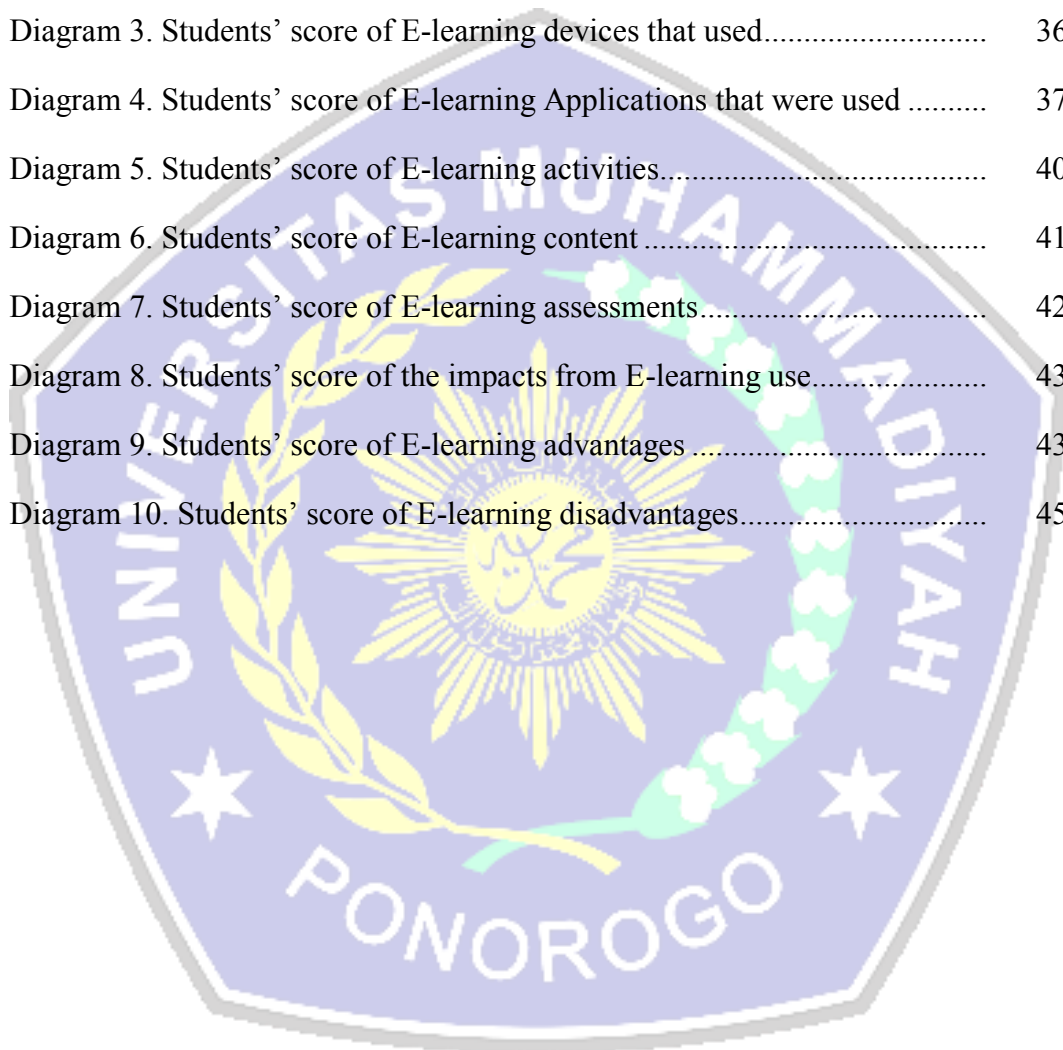 Diagram 3. Students’ score of E-learning devices that used............................ 36
Diagram 4. Students’ score of E-learning Applications that were used .......... 37
Diagram 5. Students’ score of E-learning activities......................................... 40
Diagram 6. Students’ score of E-learning content ........................................... 41
Diagram 7. Students’ score of E-learning assessments.................................... 42
Diagram 8. Students’ score of the impacts from E-learning use...................... 43
Diagram 9. Students’ score of E-learning advantages ..................................... 43
Diagram 10. Students’ score of E-learning disadvantages............................... 45
UNIVERSITAS MUHAMMADIYAH
PONOROGO